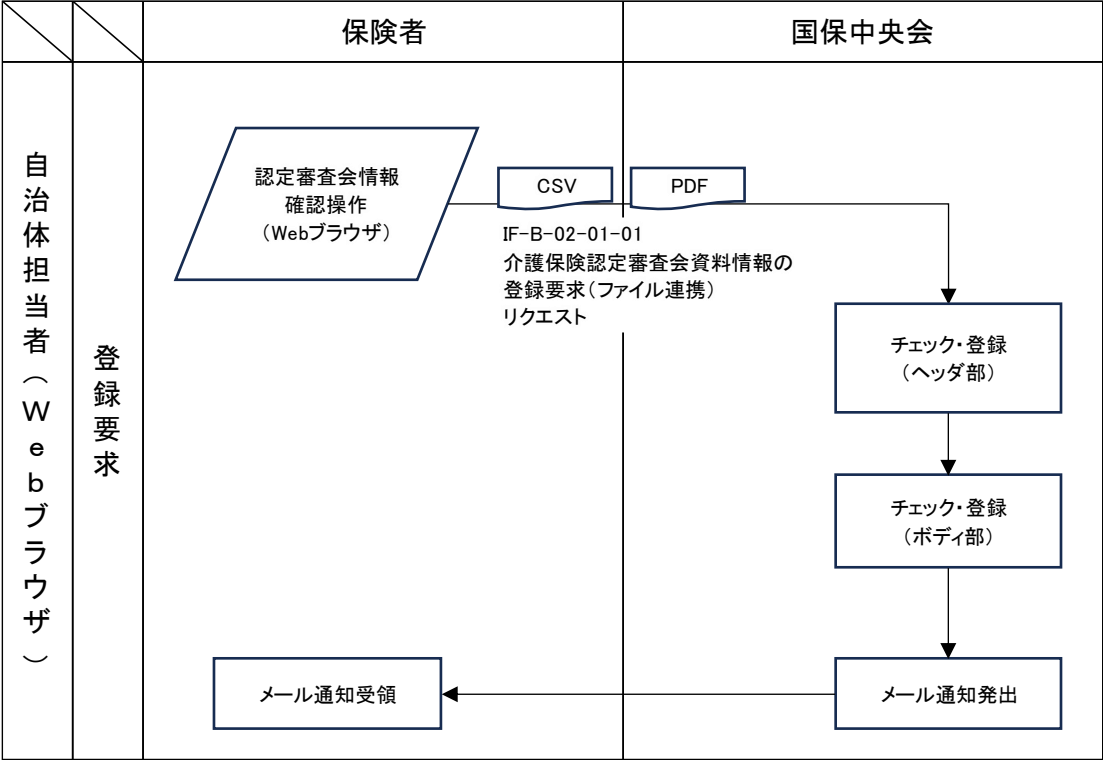 保険者
国保中央会
自治体担当者（Ｗｅｂブラウザ）
登録要求
認定審査会情報
確認操作
（Webブラウザ）
CSV
PDF
IF-B-02-01-01
介護保険認定審査会資料情報の
登録要求（ファイル連携）
リクエスト
チェック・登録
（ヘッダ部）
チェック・登録
（ボディ部）
メール通知受領
メール通知発出